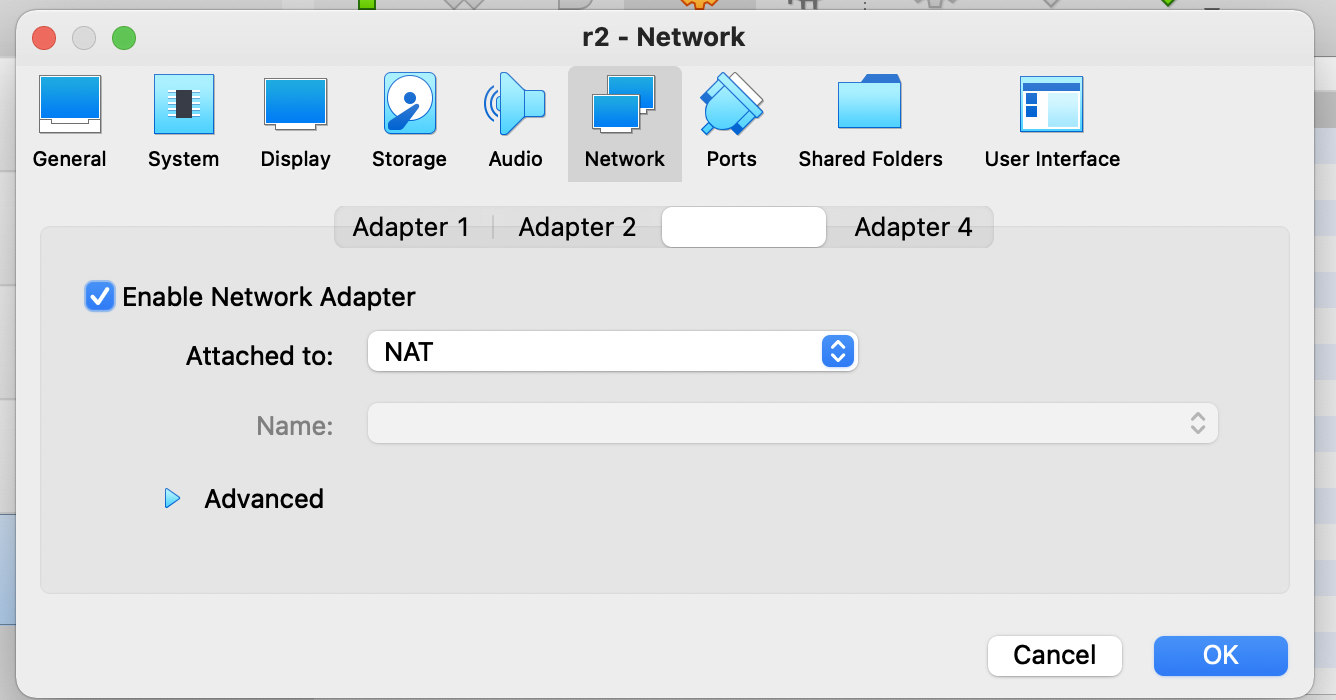 r2 - Network
General
System
Display
Storage
Audio
Network
Ports
Shared Folders
User Interface
Adapter 1
Adapter 2
Adapter 4
Enable Network Adapter
Attached to:
NAT
Name:
Advanced
Cancel
OK